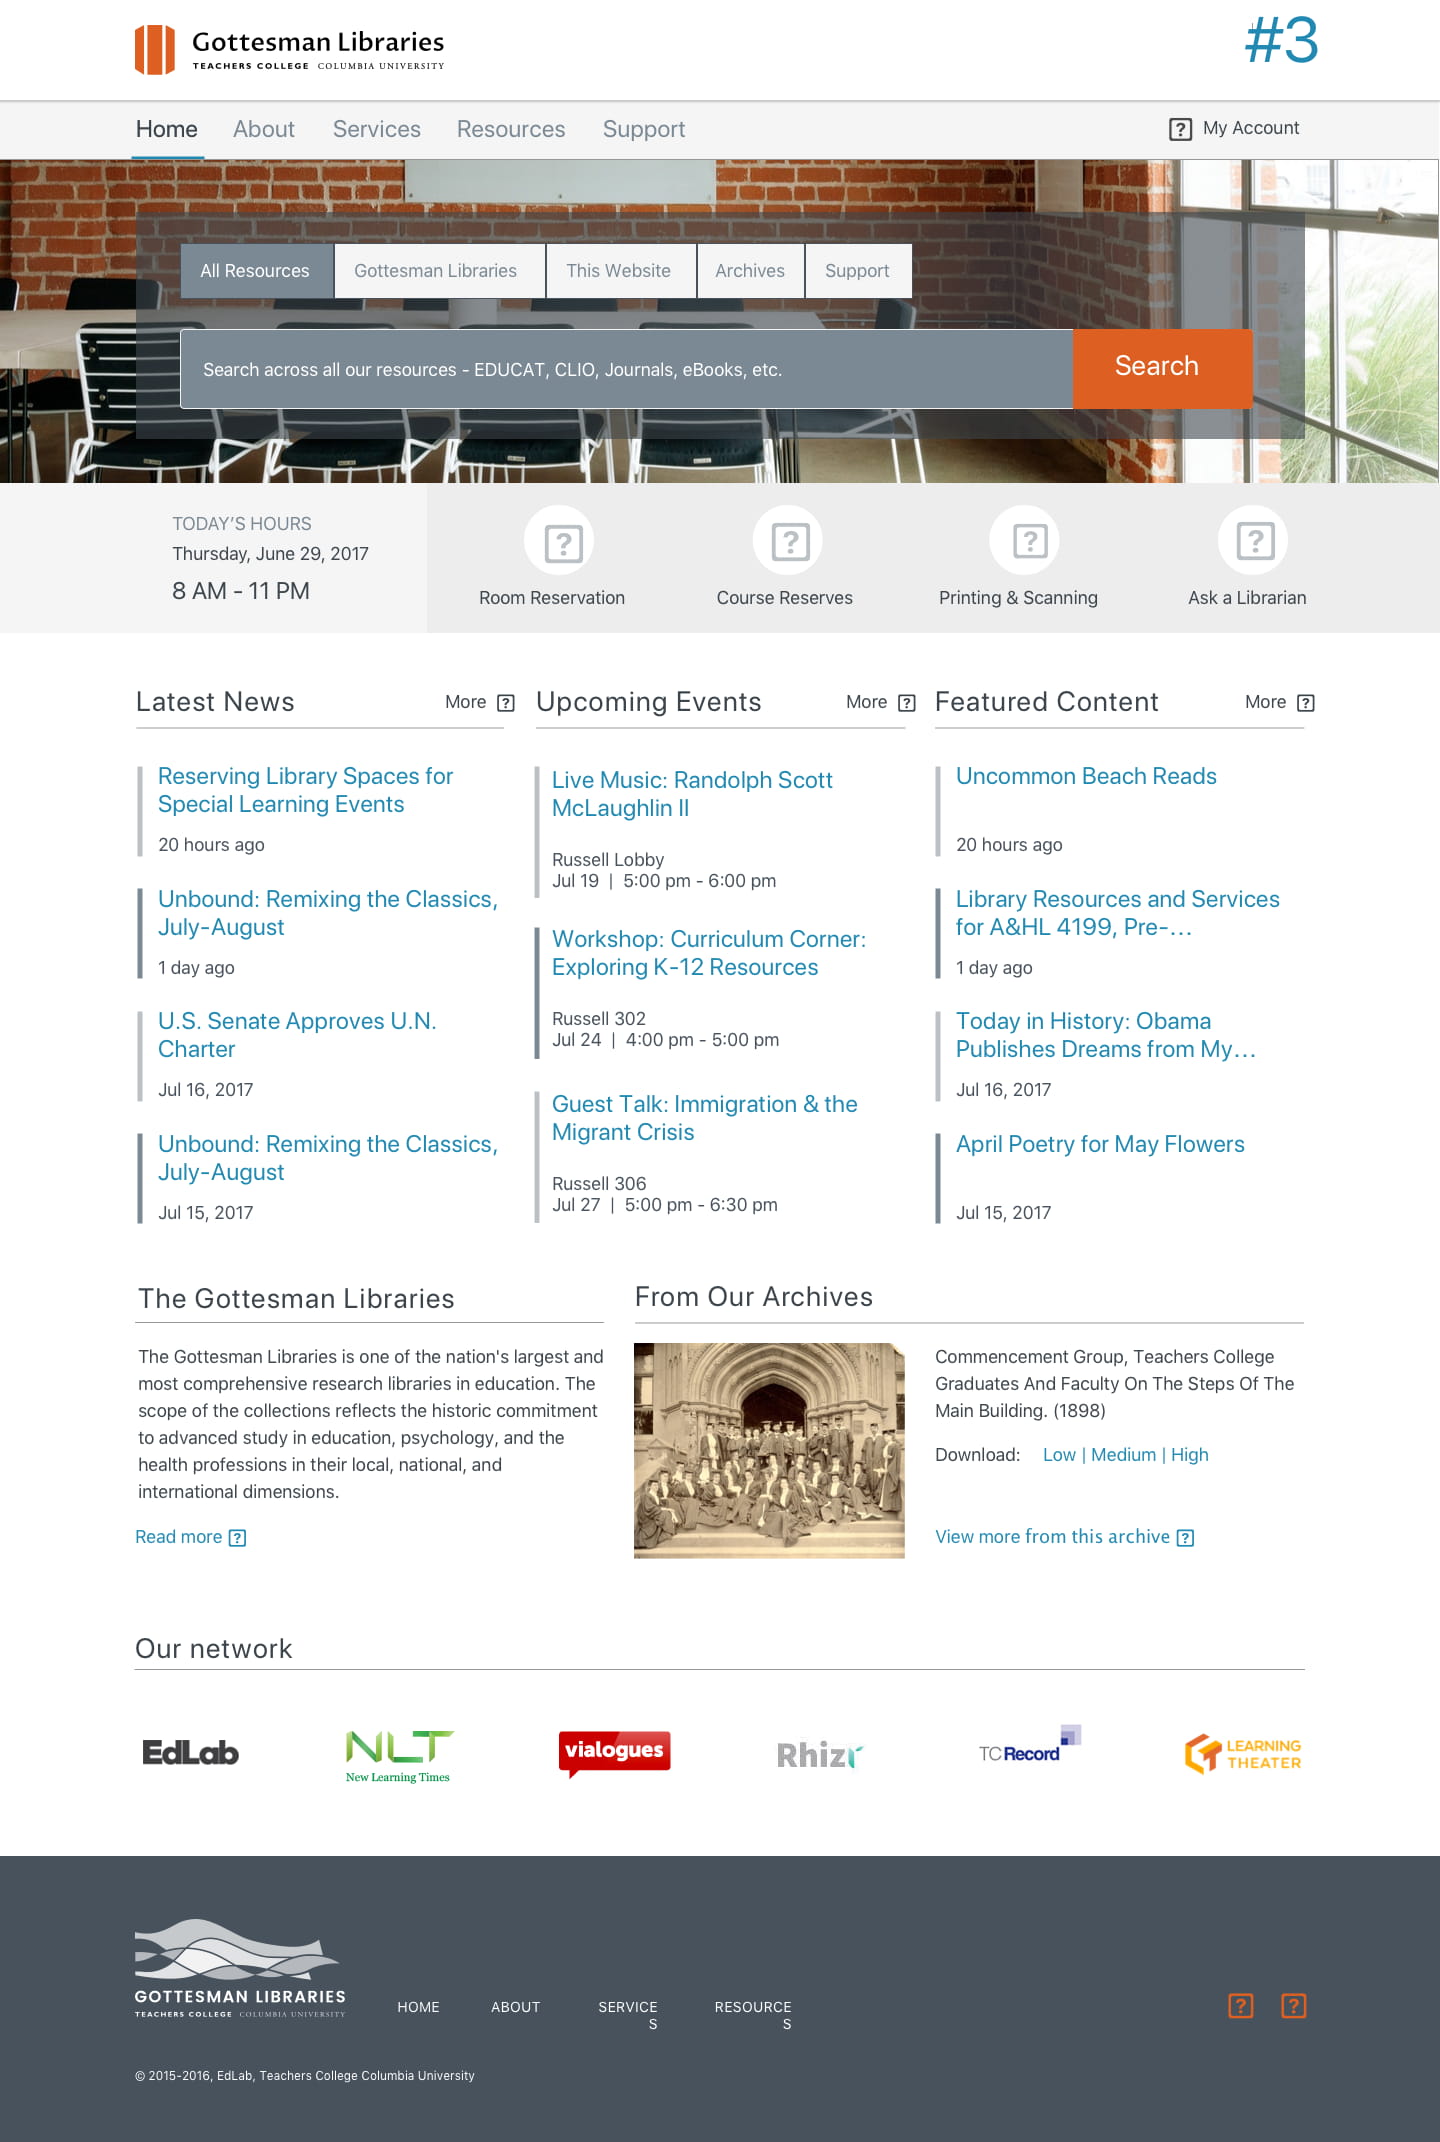 Gottesman Libraries
TEACHERS COLLEGE COLUMBIA UNIVERSITY
#3
Home About Services Resources Support
My Account
All Resources Gottesman Libraries This Website Archives Support
Search across all our resources - EDUCAT, CLIO, Journals, eBooks, etc.
Search
TODAY'S HOURS
Thursday, June 29, 2017
8 AM - 11 PM
Room Reservation
Course Reserves
Printing & Scanning
Ask a Librarian
Latest News
More
Reserving Library Spaces for
Special Learning Events
20 hours ago
Unbound: Remixing the Classics,
July-August
1 day ago
U.S. Senate Approves U.N.
Charter
Jul 16, 2017
Unbound: Remixing the Classics,
July-August
Jul 15, 2017
Upcoming Events
More
Live Music: Randolph Scott
McLaughlin II
Russell Lobby
Jul 19 | 5:00 pm - 6:00 pm
Workshop: Curriculum Corner:
Exploring K-12 Resources
Russell 302
Jul 24 | 4:00 pm - 5:00 pm
Guest Talk: Immigration & the
Migrant Crisis
Russell 306
Jul 27 | 5:00 pm - 6:30 pm
Featured Content
More
Uncommon Beach Reads
20 hours ago
Library Resources and Services
for A&HL 4199, Pre-...
1 day ago
Today in History: Obama
Publishes Dreams from My...
Jul 16, 2017
April Poetry for May Flowers
Jul 15, 2017
The Gottesman Libraries
The Gottesman Libraries is one of the nation's largest and
most comprehensive research libraries in education. The
scope of the collections reflects the historic commitment
to advanced study in education, psychology, and the
health professions in their local, national, and
international dimensions.
Read more
From Our Archives
Commencement Group, Teachers College
Graduates And Faculty On The Steps Of The
Main Building. (1898)
Download: Low | Medium | High
View more from this archive
Our network
EdLab
NLT
New Learning Times
vialogues
Rhizr
TC Record
LEARNING
THEATER
GOTTESMAN LIBRARIES
TEACHERS COLLEGE COLUMBIA UNIVERSITY
HOME
ABOUT
SERVICE
S
RESOURCE
S
© 2015-2016, EdLab, Teachers College Columbia University